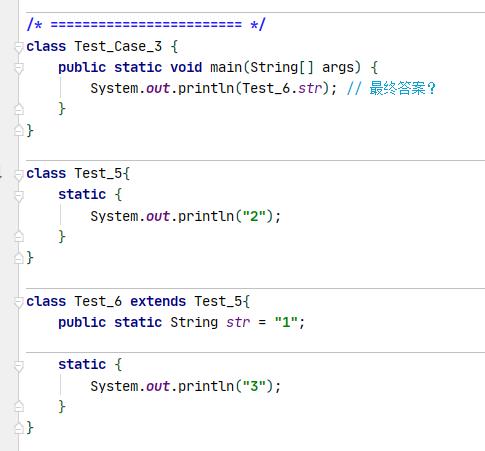 /* ======================== */
class Test_Case_3 {
    public static void main(String[] args) {
        System.out.println(Test_6.str); // 最终答案？
    }
}
class Test_5{
    static {
        System.out.println("2");
    }
}
class Test_6 extends Test_5{
    public static String str = "1";
    static {
        System.out.println("3");
    }
}